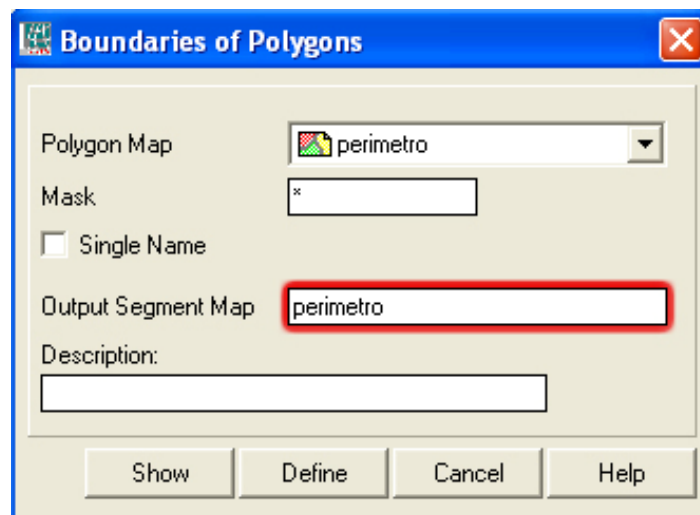 Boundaries of Polygons
Polygon Map perimetro
Mask *
Single Name
Output Segment Map perimetro
Description:
Show Define Cancel Help